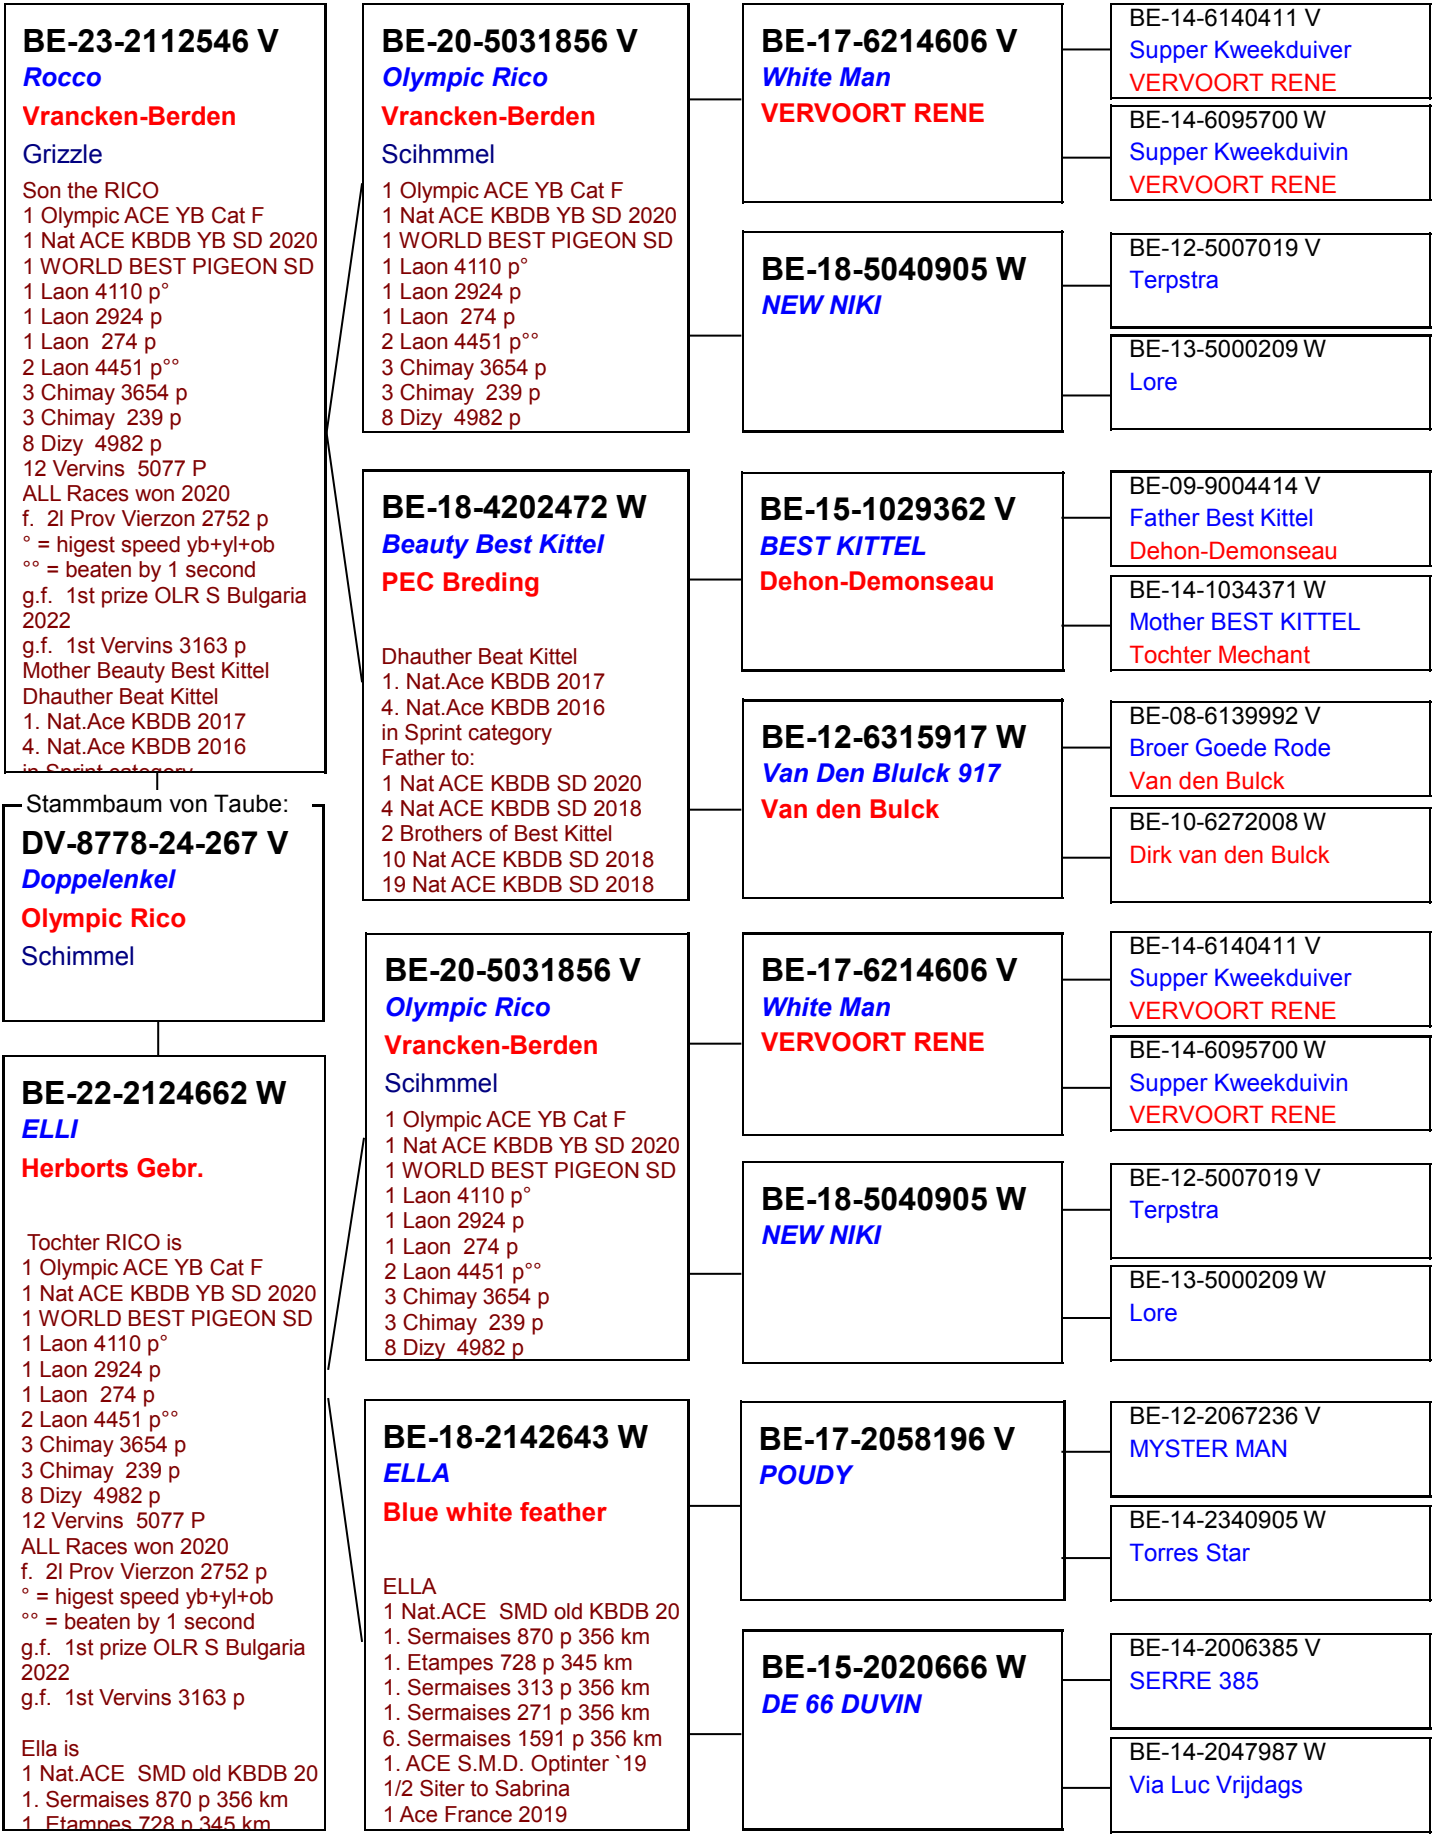 BE-23-2112546 V
Rocco
Vrancken-Berden
Grizzle
Son the RICO
1 Olympic ACE YB Cat F
1 Nat ACE KBDB YB SD 2020
1 WORLD BEST PIGEON SD
1 Laon 4110 p°
1 Laon 2924 p
1 Laon 274 p
2 Laon 4451 p°°
3 Chimay 3654 p
3 Chimay 239 p
8 Dizy 4982 p
12 Vervins 5077 P
ALL Races won 2020
f. 2l Prov Vierzon 2752 p
° = higest speed yb+yl+ob
°° = beaten by 1 second
g.f. 1st prize OLR S Bulgaria
2022
g.f. 1st Vervins 3163 p
Mother Beauty Best Kittel
Dhauther Beat Kittel
1. Nat.Ace KBDB 2017
4. Nat.Ace KBDB 2016
in Sprint category
Stammbaum von Taube:
DV-8778-24-267 V
Doppelenkel
Olympic Rico
Schimmel
BE-22-2124662 W
ELLI
Herborts Gebr.
Tochter RICO is
1 Olympic ACE YB Cat F
1 Nat ACE KBDB YB SD 2020
1 WORLD BEST PIGEON SD
1 Laon 4110 p°
1 Laon 2924 p
1 Laon 274 p
2 Laon 4451 p°°
3 Chimay 3654 p
3 Chimay 239 p
8 Dizy 4982 p
12 Vervins 5077 P
ALL Races won 2020
f. 2l Prov Vierzon 2752 p
° = higest speed yb+yl+ob
°° = beaten by 1 second
g.f. 1st prize OLR S Bulgaria
2022
g.f. 1st Vervins 3163 p
Ella is
1 Nat.ACE SMD old KBDB 20
1. Sermaises 870 p 356 km
1. Etampes 728 p 345 km
BE-20-5031856 V
Olympic Rico
Vrancken-Berden
Scihmmel
1 Olympic ACE YB Cat F
1 Nat ACE KBDB YB SD 2020
1 WORLD BEST PIGEON SD
1 Laon 4110 p°
1 Laon 2924 p
1 Laon 274 p
2 Laon 4451 p°°
3 Chimay 3654 p
3 Chimay 239 p
8 Dizy 4982 p
BE-18-4202472 W
Beauty Best Kittel
PEC Breding
Dhauther Beat Kittel
1. Nat.Ace KBDB 2017
4. Nat.Ace KBDB 2016
in Sprint category
Father to:
1 Nat ACE KBDB SD 2020
4 Nat ACE KBDB SD 2018
2 Brothers of Best Kittel
10 Nat ACE KBDB SD 2018
19 Nat ACE KBDB SD 2018
BE-20-5031856 V
Olympic Rico
Vrancken-Berden
Scihmmel
1 Olympic ACE YB Cat F
1 Nat ACE KBDB YB SD 2020
1 WORLD BEST PIGEON SD
1 Laon 4110 p°
1 Laon 2924 p
1 Laon 274 p
2 Laon 4451 p°°
3 Chimay 3654 p
3 Chimay 239 p
8 Dizy 4982 p
BE-18-2142643 W
ELLA
Blue white feather
ELLA
1 Nat.ACE SMD old KBDB 20
1. Sermaises 870 p 356 km
1. Etampes 728 p 345 km
1. Sermaises 313 p 356 km
1. Sermaises 271 p 356 km
6. Sermaises 1591 p 356 km
1. ACE S.M.D. Optinter `19
1/2 Siter to Sabrina
1 Ace France 2019
BE-17-6214606 V
White Man
VERVOORT RENE
BE-18-5040905 W
NEW NIKI
BE-15-1029362 V
BEST KITTEL
Dehon-Demonseau
BE-12-6315917 W
Van Den Blulck 917
Van den Bulck
BE-17-6214606 V
White Man
VERVOORT RENE
BE-18-5040905 W
NEW NIKI
BE-17-2058196 V
POUDY
BE-15-2020666 W
DE 66 DUVIN
BE-14-6140411 V
Supper Kweekduiver
VERVOORT RENE
BE-14-6095700 W
Supper Kweekduivin
VERVOORT RENE
BE-12-5007019 V
Terpstra
BE-13-5000209 W
Lore
BE-09-9004414 V
Father Best Kittel
Dehon-Demonseau
BE-14-1034371 W
Mother BEST KITTEL
Tochter Mechant
BE-08-6139992 V
Broer Goede Rode
Van den Bulck
BE-10-6272008 W
Dirk van den Bulck
BE-14-6140411 V
Supper Kweekduiver
VERVOORT RENE
BE-14-6095700 W
Supper Kweekduivin
VERVOORT RENE
BE-12-5007019 V
Terpstra
BE-13-5000209 W
Lore
BE-12-2067236 V
MYSTER MAN
BE-14-2340905 W
Torres Star
BE-14-2006385 V
SERRE 385
BE-14-2047987 W
Via Luc Vrijdags